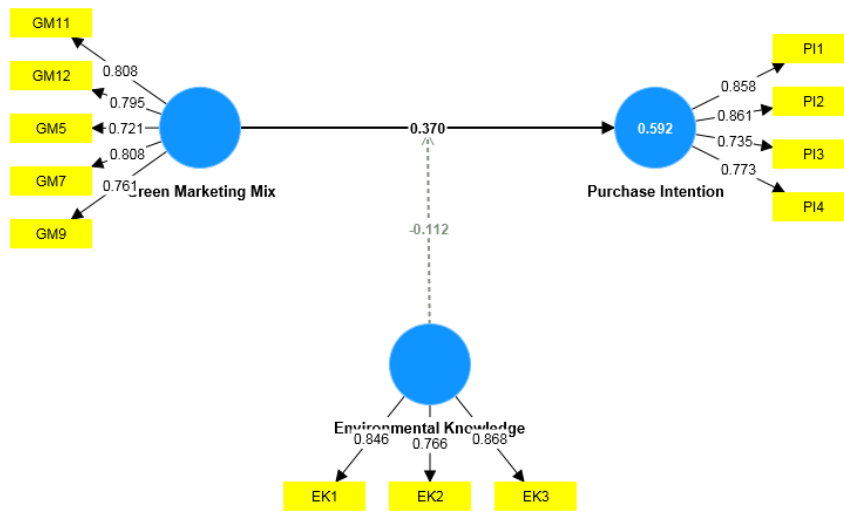 GM11
GM12
GM5
GM7
GM9
0.808
0.795
0.721
0.808
0.761
Green Marketing Mix
0.370
-0.112
0.592
Purchase Intention
0.858
0.861
0.735
0.773
PI1
PI2
PI3
PI4
Environmental Knowledge
0.846
0.766
0.868
EK1
EK2
EK3